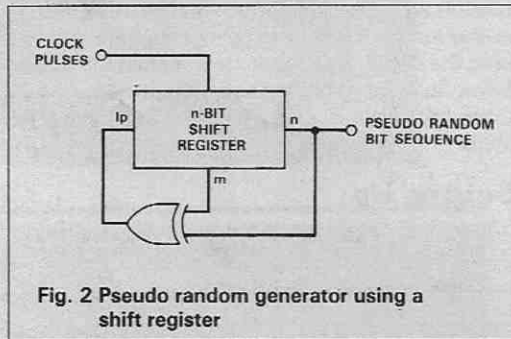 CLOCK
PULSES
Ip
n-BIT
SHIFT
REGISTER
n
PSEUDO RANDOM
BIT SEQUENCE
m
Fig. 2 Pseudo random generator using a
shift register